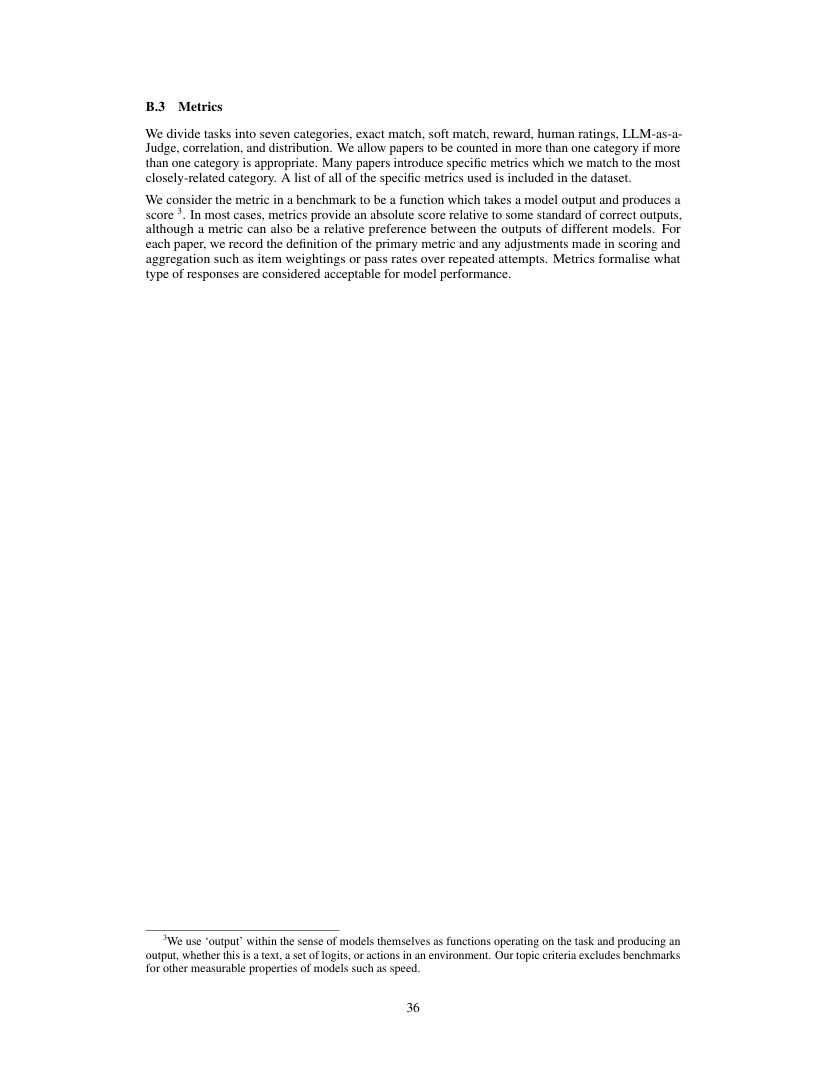 B.3 Metrics
We divide tasks into seven categories, exact match, soft match, reward, human ratings, LLM-as-a-
Judge, correlation, and distribution. We allow papers to be counted in more than one category if more
than one category is appropriate. Many papers introduce specific metrics which we match to the most
closely-related category. A list of all of the specific metrics used is included in the dataset.
We consider the metric in a benchmark to be a function which takes a model output and produces a
score 3. In most cases, metrics provide an absolute score relative to some standard of correct outputs,
although a metric can also be a relative preference between the outputs of different models. For
each paper, we record the definition of the primary metric and any adjustments made in scoring and
aggregation such as item weightings or pass rates over repeated attempts. Metrics formalise what
type of responses are considered acceptable for model performance.
3We use ‘output’ within the sense of models themselves as functions operating on the task and producing an
output, whether this is a text, a set of logits, or actions in an environment. Our topic criteria excludes benchmarks
for other measurable properties of models such as speed.
36